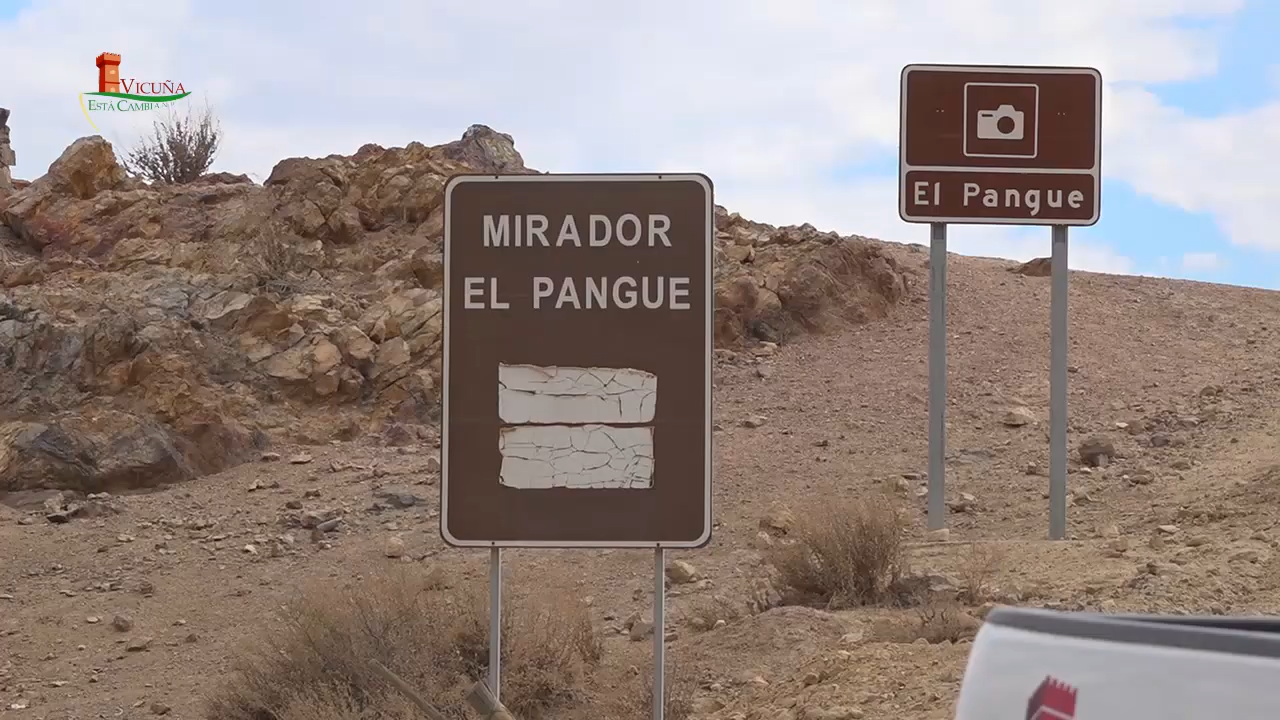 VICUÑA
ESTÁ CAMBIANDO
MIRADOR
EL PANGUE
El Pangue